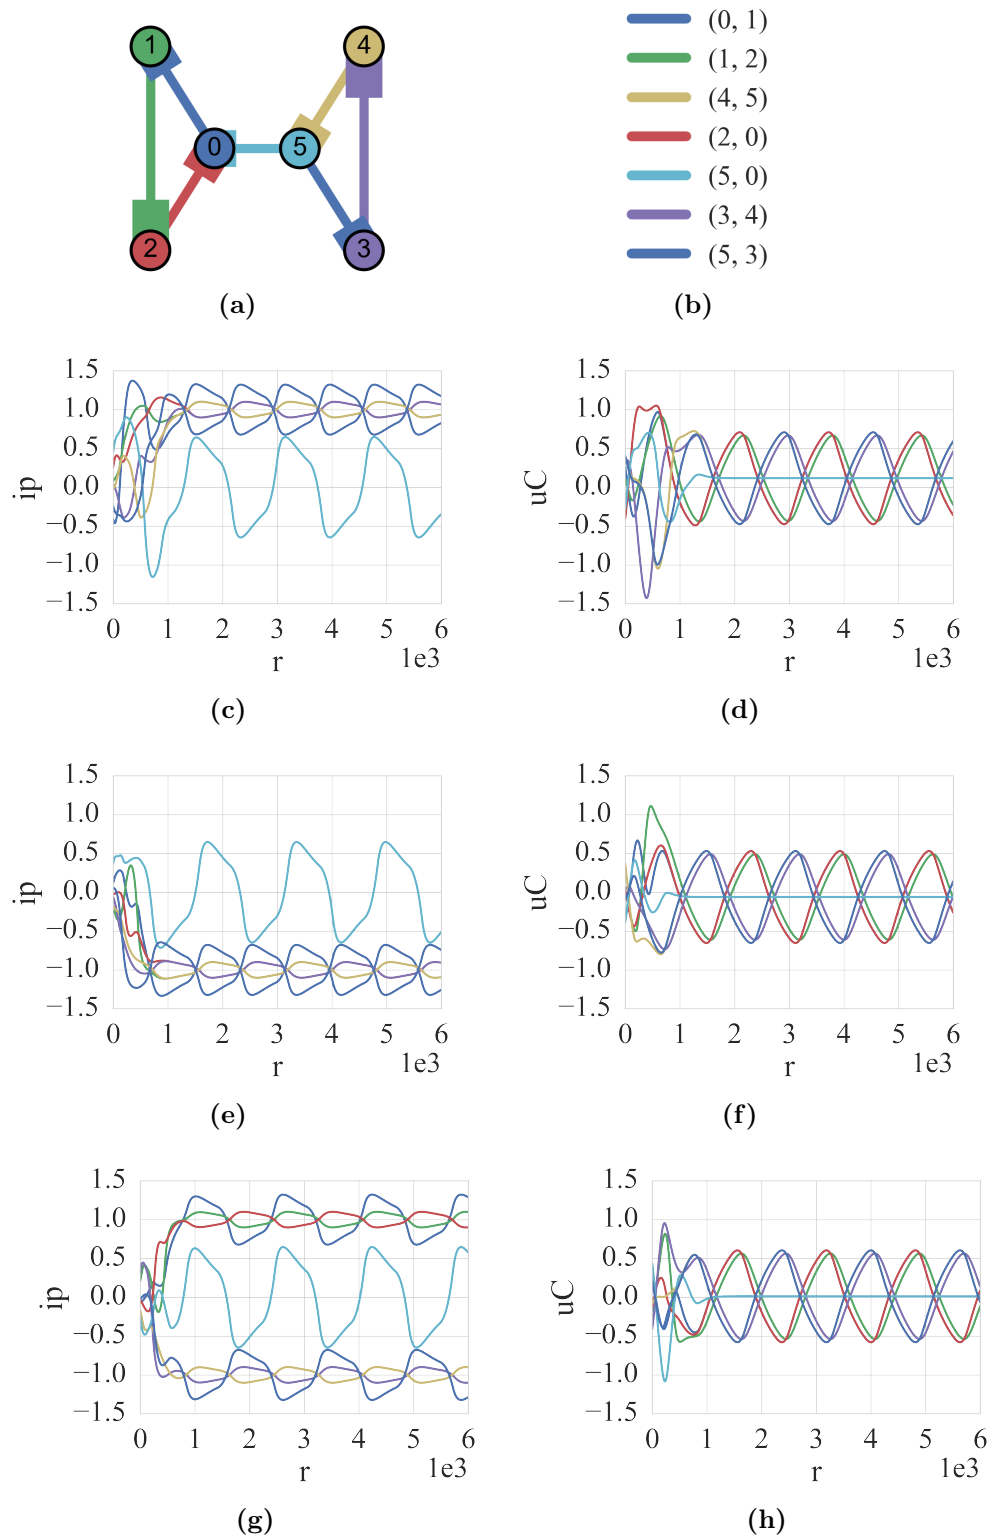 1
4
0
5
2
3
(a)
(0, 1)
(1, 2)
(4, 5)
(2, 0)
(5, 0)
(3, 4)
(5, 3)
(b)
1.5
1.0
0.5
0.0
−0.5
−1.0
−1.5
ip
0 1 2 3 4 5 6
r
1e3
(c)
1.5
1.0
0.5
0.0
−0.5
−1.0
−1.5
uC
0 1 2 3 4 5 6
r
1e3
(d)
1.5
1.0
0.5
0.0
−0.5
−1.0
−1.5
ip
0 1 2 3 4 5 6
r
1e3
(e)
1.5
1.0
0.5
0.0
−0.5
−1.0
−1.5
uC
0 1 2 3 4 5 6
r
1e3
(f)
1.5
1.0
0.5
0.0
−0.5
−1.0
−1.5
ip
0 1 2 3 4 5 6
r
1e3
(g)
1.5
1.0
0.5
0.0
−0.5
−1.0
−1.5
uC
0 1 2 3 4 5 6
r
1e3
(h)